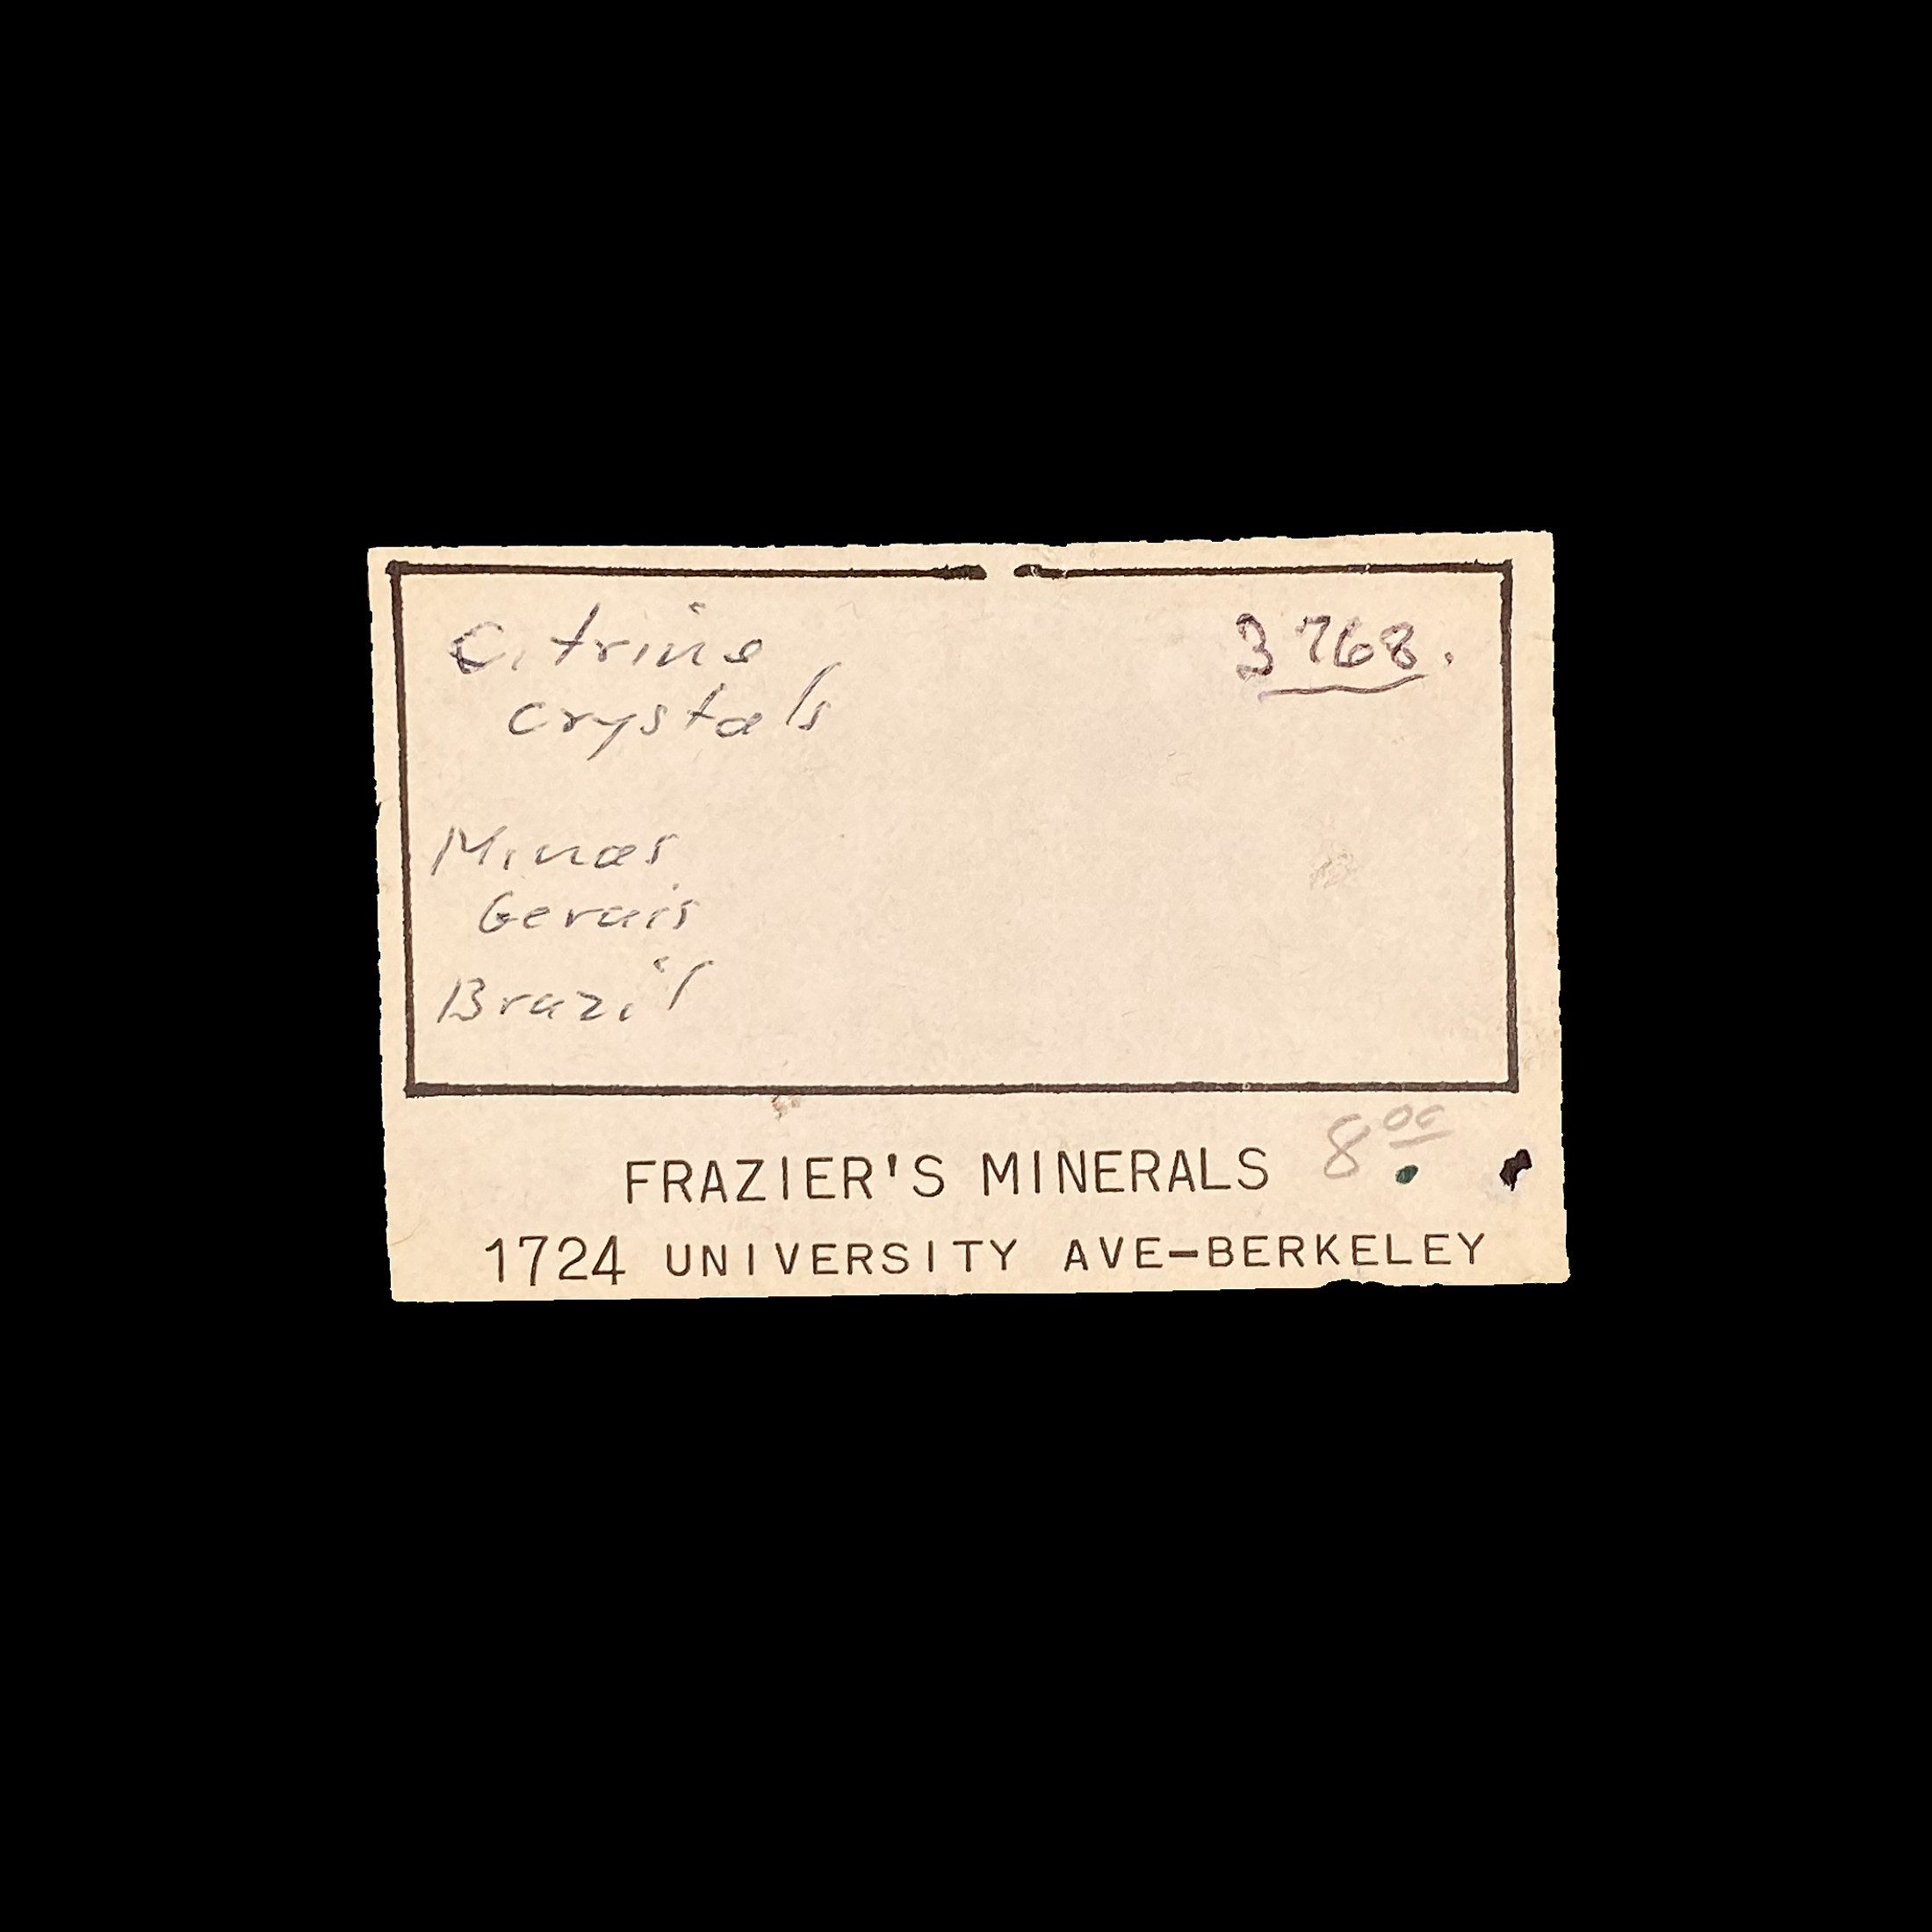 Citrine
3768.
crystals
Minas
Gerais
Brazil
8 00
FRAZIER'S MINERALS
1724 UNIVERSITY AVE–BERKELEY